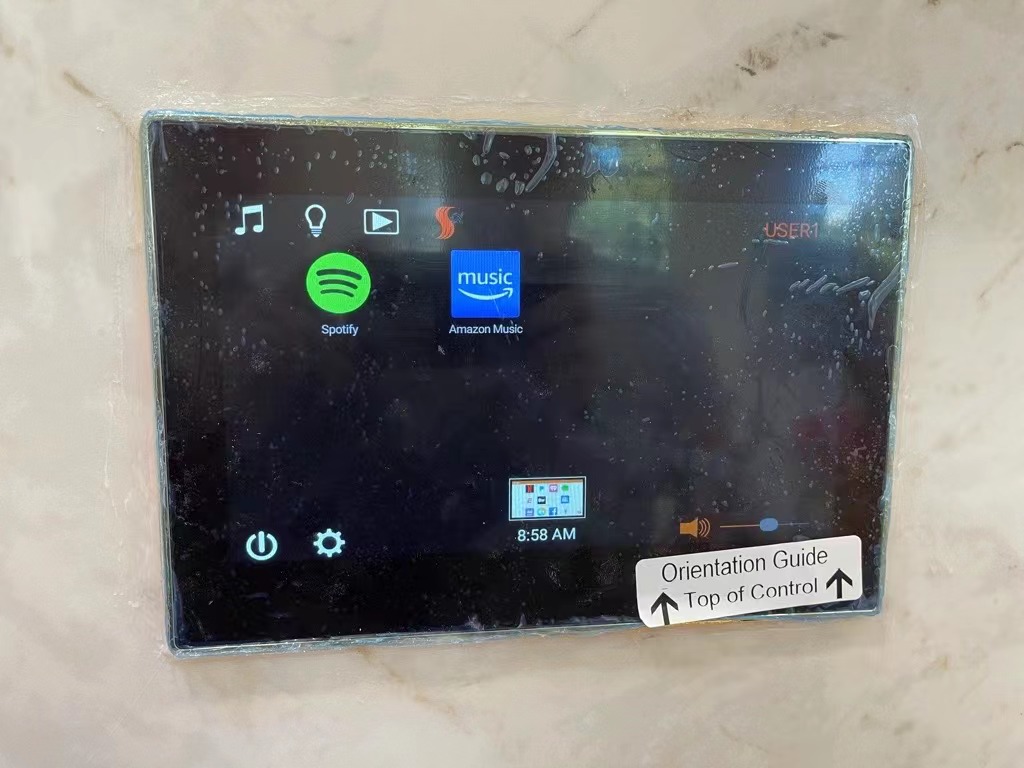 USER1
music
Spotify
Amazon Music
8:58 AM
Orientation Guide
Top of Control